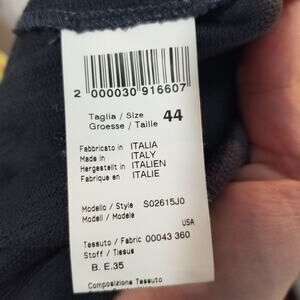 2 000030 916607
Taglia / Size 44
Groesse / Taille
Fabbricato in ITALIA
Made in ITALY
Hergestellt in ITALIEN
Fabrique en ITALIE
Modello / Style S02615J0
Modell / Modele
USA
Tessuto / Fabric 00043 360
Stoff / Tissus
B. E.35
Composizione Tessuto